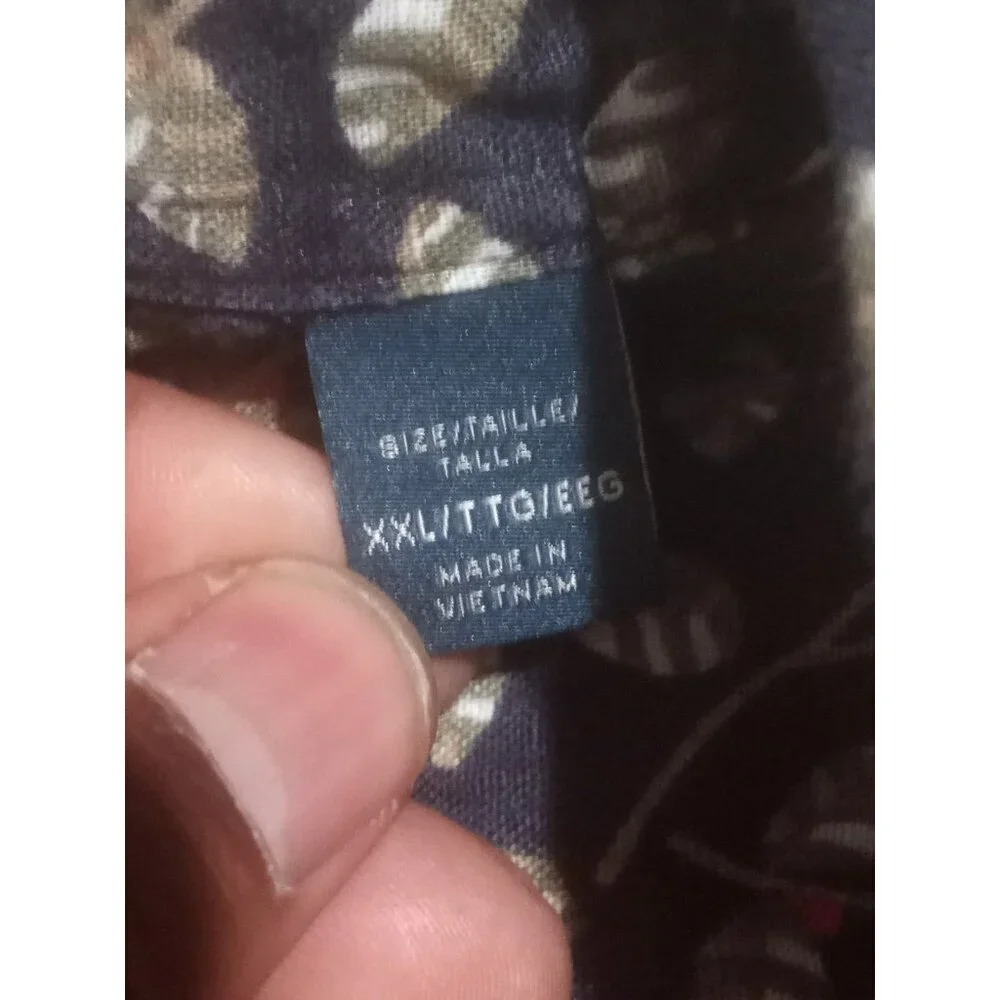 SIZE/TAILLE/
TALLA
XXL/TTG/EEG
MADE IN
VIETNAM